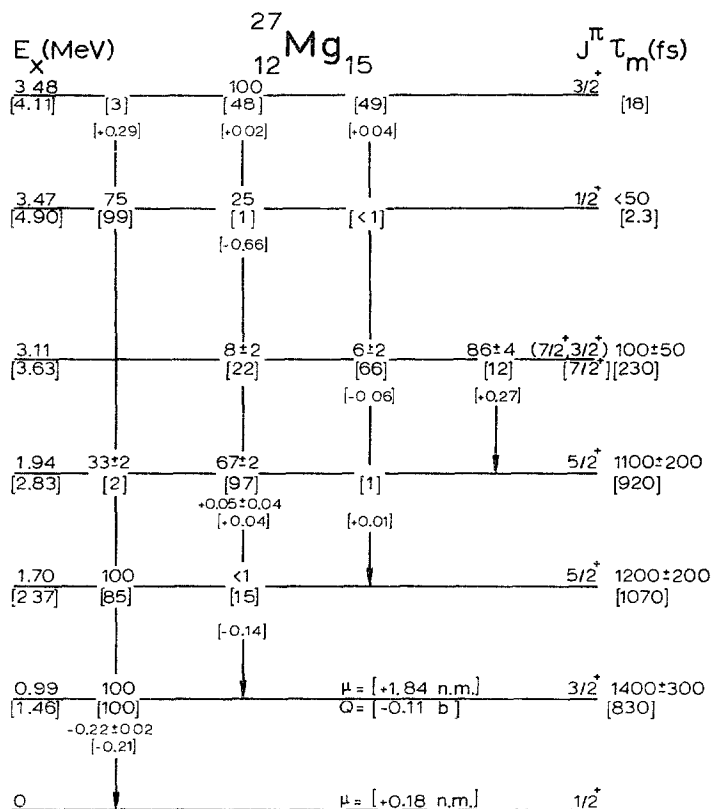 27
12 Mg 15
E x (MeV) J π τ m (fs)
3.48 100 3/2 +
[4.11] [3] [48] [49] [18]
[+0.29] [+0.02] [+0.04]
3.47 75 25 1/2 + <50
[4.90] [99] [1] [<1] [2.3]
[-0.66]
3.11 8±2 6±2 86±4 (7/2 + ,3/2 + ) 100±50
[3.63] [22] [66] [12] [7/2 + ] [230]
[-0.06] [+0.27]
1.94 33±2 67±2 5/2 + 1100±200
[2.83] [2] [97] [1] [920]
+0.05±0.04
[+0.04] [+0.01]
1.70 100 <1 5/2 + 1200±200
[2.37] [85] [15] [1070]
[-0.14]
0.99 100 μ = [+1.84 n.m.] 3/2 + 1400±300
[1.46] [100] Q = [-0.11 b ] [830]
-0.22±0.02
[-0.21]
0 μ = [+0.18 n.m.] 1/2 +